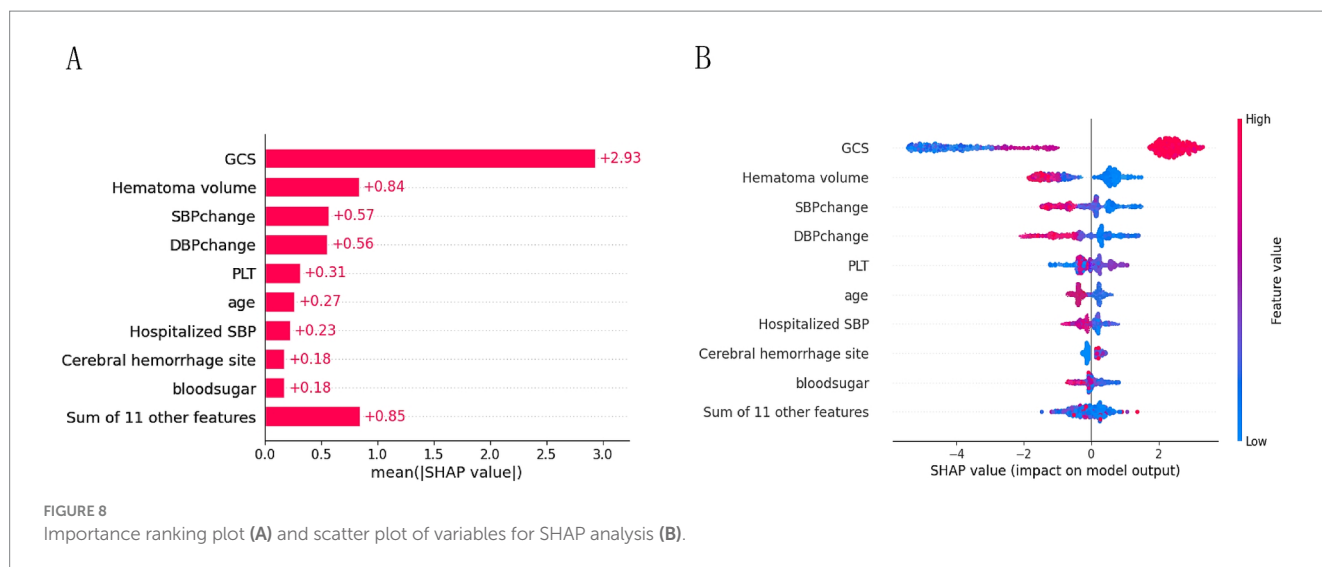 A
GCS
+2.93
Hematoma volume
+0.84
SBPchange
+0.57
DBPchange
+0.56
PLT
+0.31
age
+0.27
Hospitalized SBP
+0.23
Cerebral hemorrhage site
+0.18
bloodsugar
+0.18
Sum of 11 other features
+0.85
0.0 0.5 1.0 1.5 2.0 2.5 3.0
mean(|SHAP value|)
B
GCS
Hematoma volume
SBPchange
DBPchange
PLT
age
Hospitalized SBP
Cerebral hemorrhage site
bloodsugar
Sum of 11 other features
−4 −2 0 2
SHAP value (impact on model output)
High
Feature value
Low
FIGURE 8
Importance ranking plot (A) and scatter plot of variables for SHAP analysis (B).